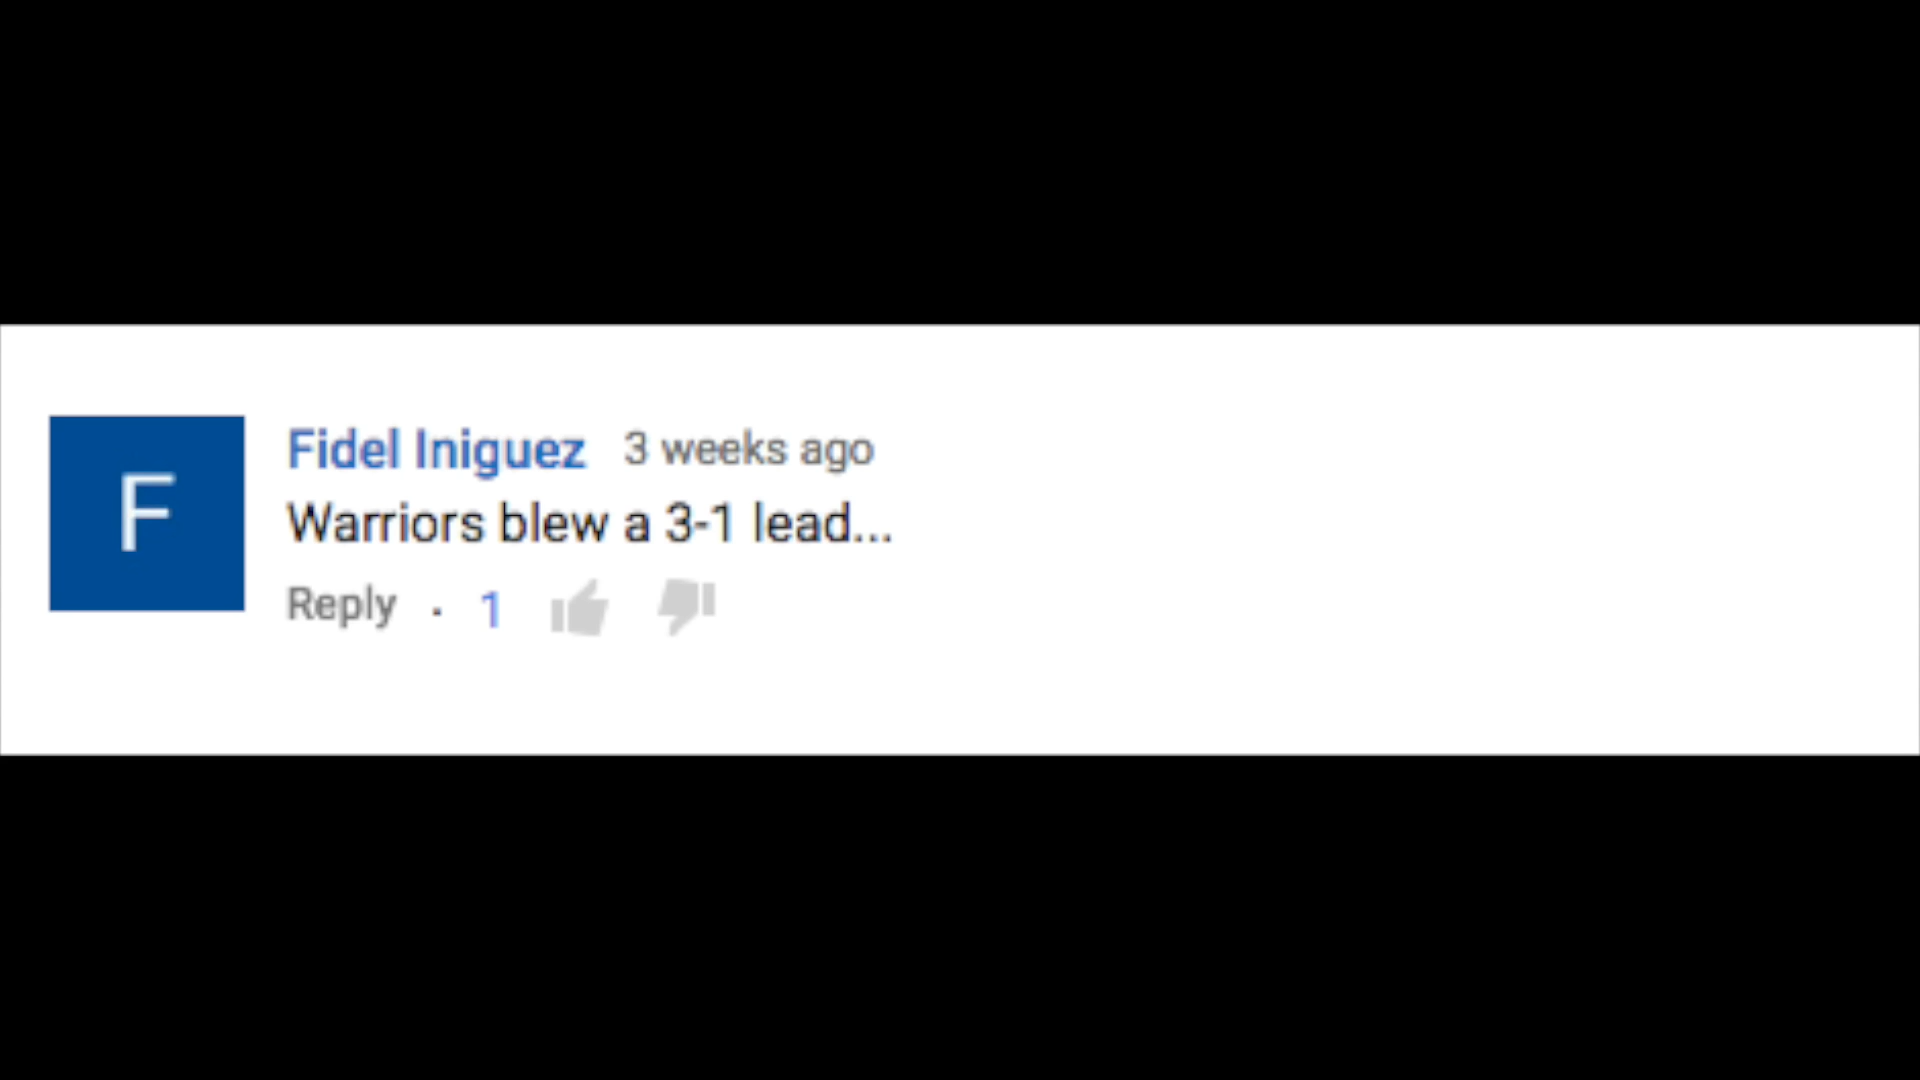 F
Fidel Iniguez 3 weeks ago
Warriors blew a 3-1 lead...
Reply · 1